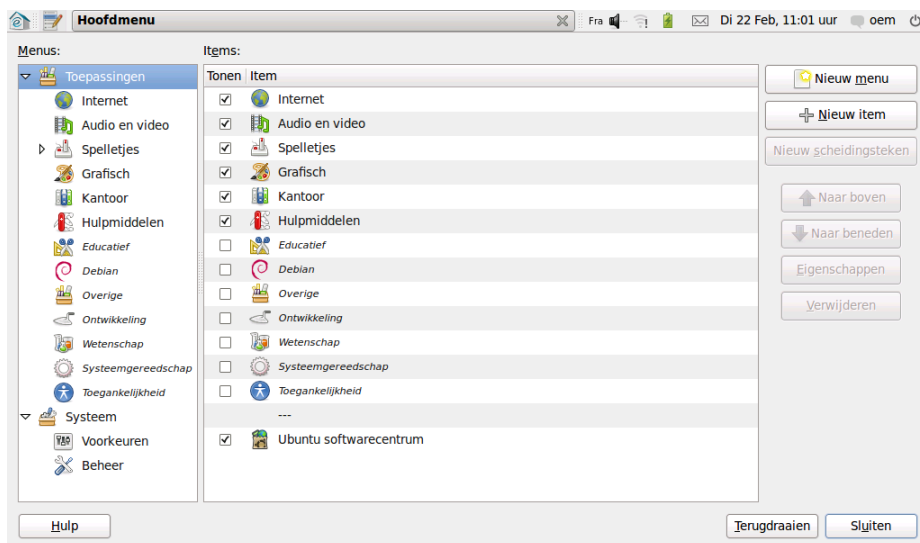 Hoofdmenu Fra Di 22 Feb, 11:01 uur oem
Menus: Items:
Toepassingen
Internet
Audio en video
Spelletjes
Grafisch
Kantoor
Hulpmiddelen
Educatief
Debian
Overige
Ontwikkeling
Wetenschap
Systeemgereedschap
Toegankelijkheid
Systeem
Voorkeuren
Beheer
Tonen Item
Internet
Audio en video
Spelletjes
Grafisch
Kantoor
Hulpmiddelen
Educatief
Debian
Overige
Ontwikkeling
Wetenschap
Systeemgereedschap
Toegankelijkheid
---
Ubuntu softwarecentrum
Nieuw menu
Nieuw item
Nieuw scheidingsteken
Naar boven
Naar beneden
Eigenschappen
Verwijderen
Hulp Terugdraaien Sluiten